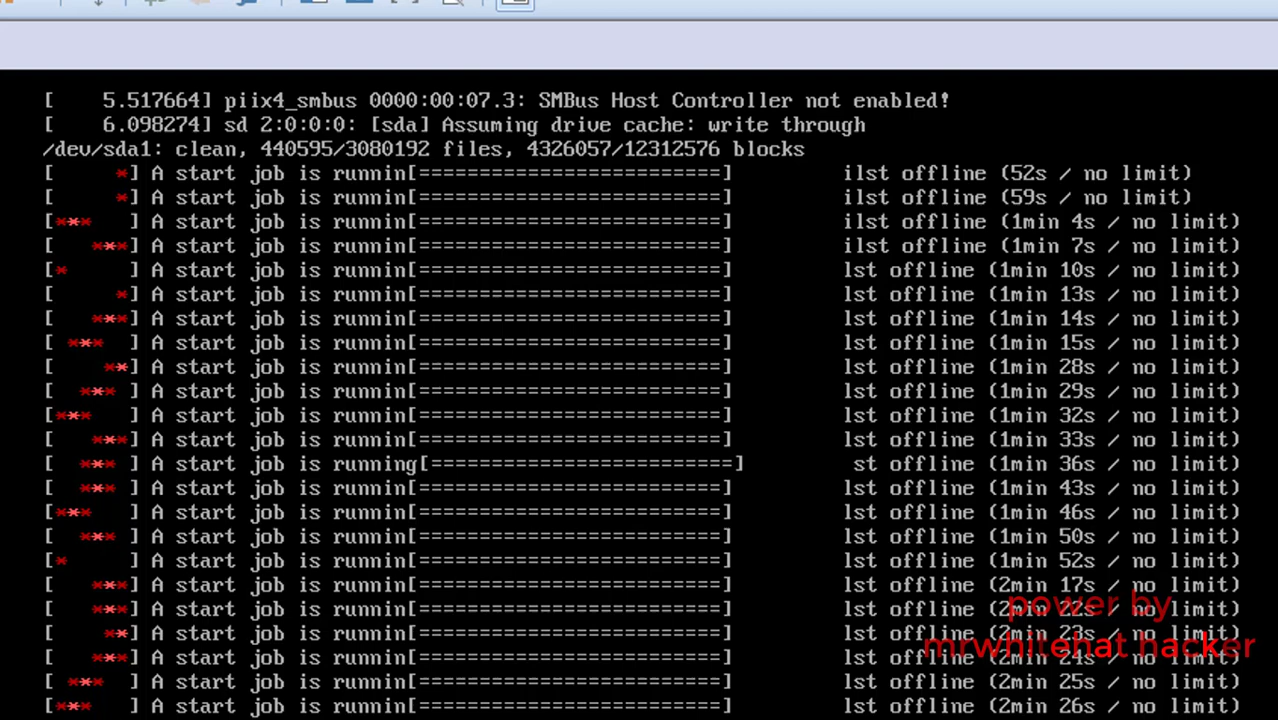 [    5.517664] piix4_smbus 0000:00:07.3: SMBus Host Controller not enabled!
[    6.098274] sd 2:0:0:0: [sda] Assuming drive cache: write through
/dev/sda1: clean, 440595/3080192 files, 4326057/12312576 blocks
[     *] A start job is runnin[=========================]         ilst offline (52s / no limit)
[     *] A start job is runnin[=========================]         ilst offline (59s / no limit)
[***   ] A start job is runnin[=========================]         ilst offline (1min 4s / no limit)
[   ***] A start job is runnin[=========================]         ilst offline (1min 7s / no limit)
[*     ] A start job is runnin[=========================]         lst offline (1min 10s / no limit)
[     *] A start job is runnin[=========================]         lst offline (1min 13s / no limit)
[   ***] A start job is runnin[=========================]         lst offline (1min 14s / no limit)
[ ***  ] A start job is runnin[=========================]         lst offline (1min 15s / no limit)
[    **] A start job is runnin[=========================]         lst offline (1min 28s / no limit)
[  *** ] A start job is runnin[=========================]         lst offline (1min 29s / no limit)
[***   ] A start job is runnin[=========================]         lst offline (1min 32s / no limit)
[   ***] A start job is runnin[=========================]         lst offline (1min 33s / no limit)
[  *** ] A start job is running[=========================]         st offline (1min 36s / no limit)
[  *** ] A start job is runnin[=========================]         lst offline (1min 43s / no limit)
[***   ] A start job is runnin[=========================]         lst offline (1min 46s / no limit)
[  *** ] A start job is runnin[=========================]         lst offline (1min 50s / no limit)
[*     ] A start job is runnin[=========================]         lst offline (1min 52s / no limit)
[   ***] A start job is runnin[=========================]         lst offline (2min 17s / no limit)
[   ***] A start job is runnin[=========================]         lst offline (2min 22s / no limit)
[    **] A start job is runnin[=========================]         lst offline (2min 23s / no limit)
[   ***] A start job is runnin[=========================]         lst offline (2min 24s / no limit)
[ ***  ] A start job is runnin[=========================]         lst offline (2min 25s / no limit)
[***   ] A start job is runnin[=========================]         lst offline (2min 26s / no limit)
power by
mrwhitehat hacker